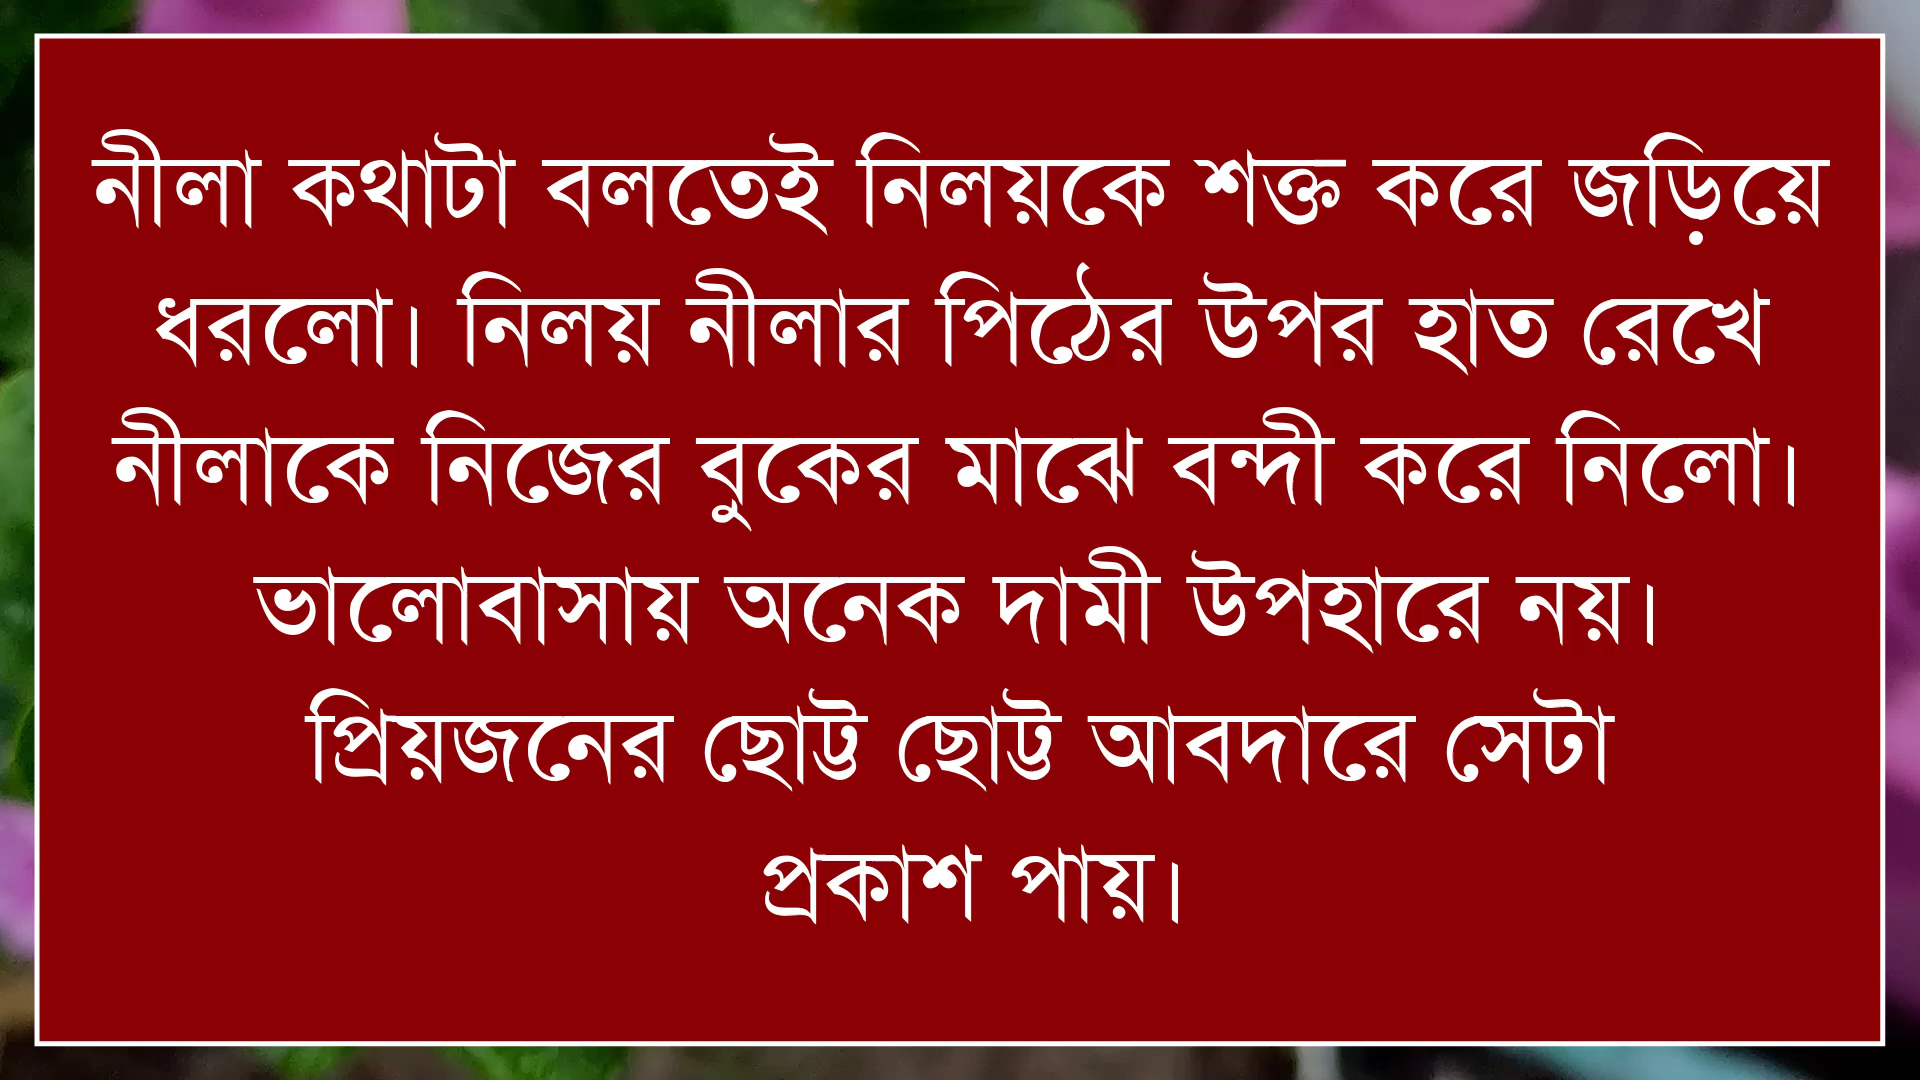 নীলা কথাটা বলতেই নিলয়কে শক্ত করে জড়িয়ে
ধরলো। নিলয় নীলার পিঠের উপর হাত রেখে
নীলাকে নিজের বুকের মাঝে বন্দী করে নিলো।
ভালোবাসায় অনেক দামী উপহারে নয়।
প্রিয়জনের ছোট্ট ছোট্ট আবদারে সেটা
প্রকাশ পায়।